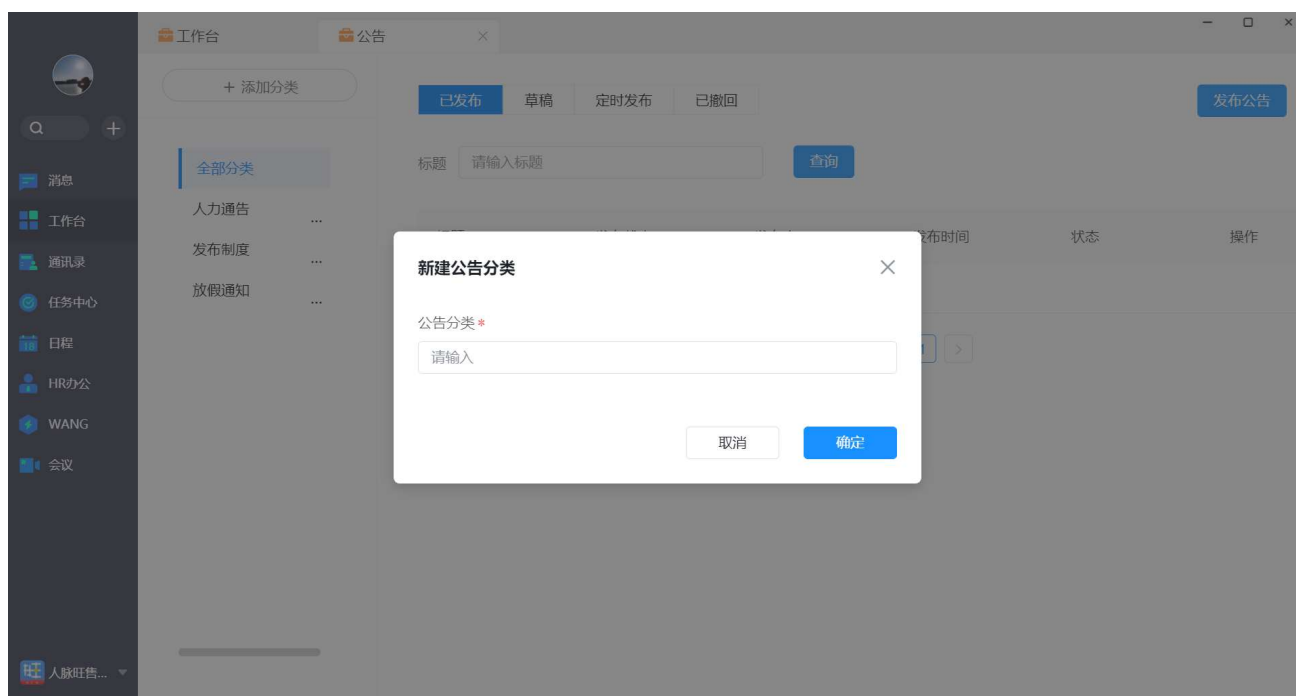 工作台
公告
+ 添加分类
已发布
草稿
定时发布
已撤回
发布公告
消息
工作台
通讯录
任务中心
日程
18
HR办公
WANG
会议
旺
人脉旺售...
全部分类
人力通告
...
发布制度
...
放假通知
...
标题
请输入标题
查询
发布时间
状态
操作
新建公告分类
公告分类*
请输入
取消
确定